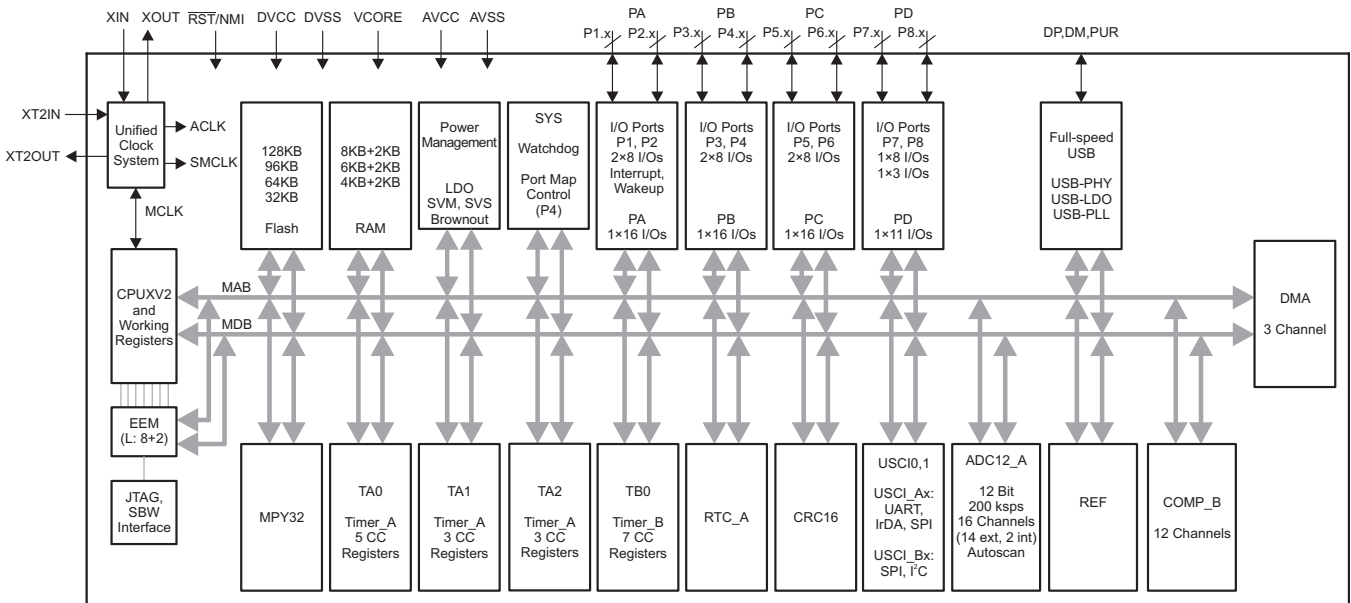 XIN
XOUT
RST/NMI
DVCC
DVSS
VCORE
AVCC
AVSS
PA
P1.x
P2.x
PB
P3.x
P4.x
PC
P5.x
P6.x
PD
P7.x
P8.x
DP,DM,PUR
XT2IN
XT2OUT
Unified
Clock
System
ACLK
SMCLK
MCLK
128KB
96KB
64KB
32KB
Flash
8KB+2KB
6KB+2KB
4KB+2KB
RAM
Power
Management
LDO
SVM, SVS
Brownout
SYS
Watchdog
Port Map
Control
(P4)
I/O Ports
P1, P2
2×8 I/Os
Interrupt,
Wakeup
PA
1×16 I/Os
I/O Ports
P3, P4
2×8 I/Os
PB
1×16 I/Os
I/O Ports
P5, P6
2×8 I/Os
PC
1×16 I/Os
I/O Ports
P7, P8
1×8 I/Os
1×3 I/Os
PD
1×11 I/Os
Full-speed
USB
USB-PHY
USB-LDO
USB-PLL
CPUXV2
and
Working
Registers
MAB
MDB
DMA
3 Channel
EEM
(L: 8+2)
JTAG,
SBW
Interface
MPY32
TA0
Timer_A
5 CC
Registers
TA1
Timer_A
3 CC
Registers
TA2
Timer_A
3 CC
Registers
TB0
Timer_B
7 CC
Registers
RTC_A
CRC16
USCI0,1
USCI_Ax:
UART,
IrDA, SPI
USCI_Bx:
SPI, I²C
ADC12_A
12 Bit
200 ksps
16 Channels
(14 ext, 2 int)
Autoscan
REF
COMP_B
12 Channels